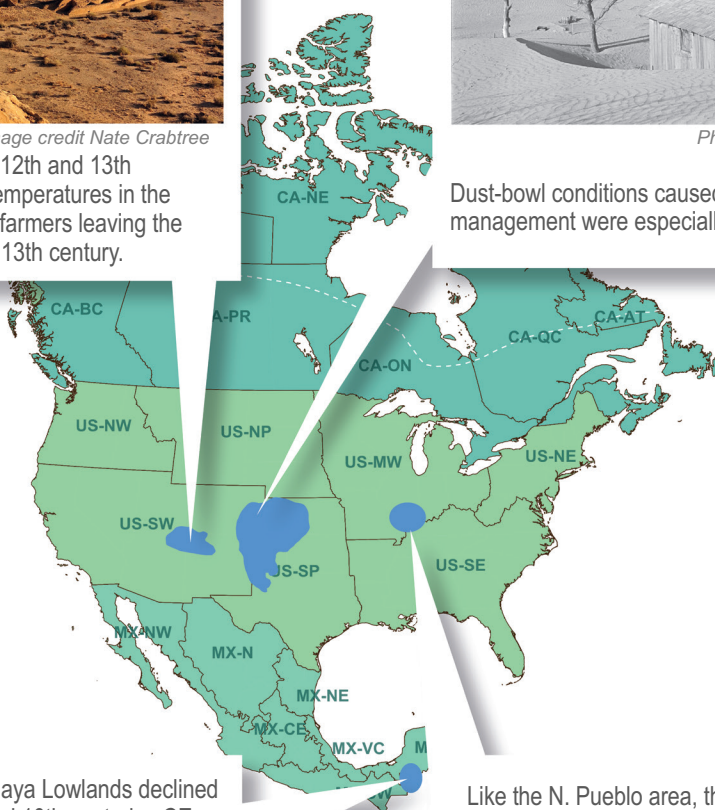 age credit Nate Crabtree
12th and 13th
emperatures in the
farmers leaving the
13th century.
Ph
Dust-bowl conditions caused
management were especiall
CA-NE
CA-BC
A-PR
CA-ON
CA-QC
CA-AT
US-NW
US-NP
US-MW
US-NE
US-SW
US-SP
US-SE
MX-NW
MX-N
MX-NE
MX-CE
MX-VC
M
W
aya Lowlands declined
Like the N. Pueblo area, th